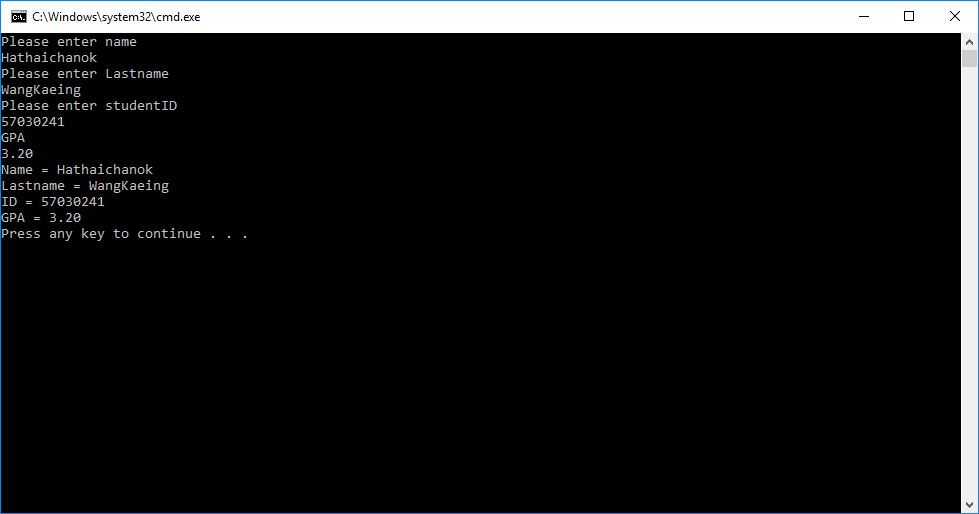 C:\Windows\system32\cmd.exe
Please enter name
Hathaichanok
Please enter Lastname
WangKaeing
Please enter studentID
57030241
GPA
3.20
Name = Hathaichanok
Lastname = WangKaeing
ID = 57030241
GPA = 3.20
Press any key to continue . . .